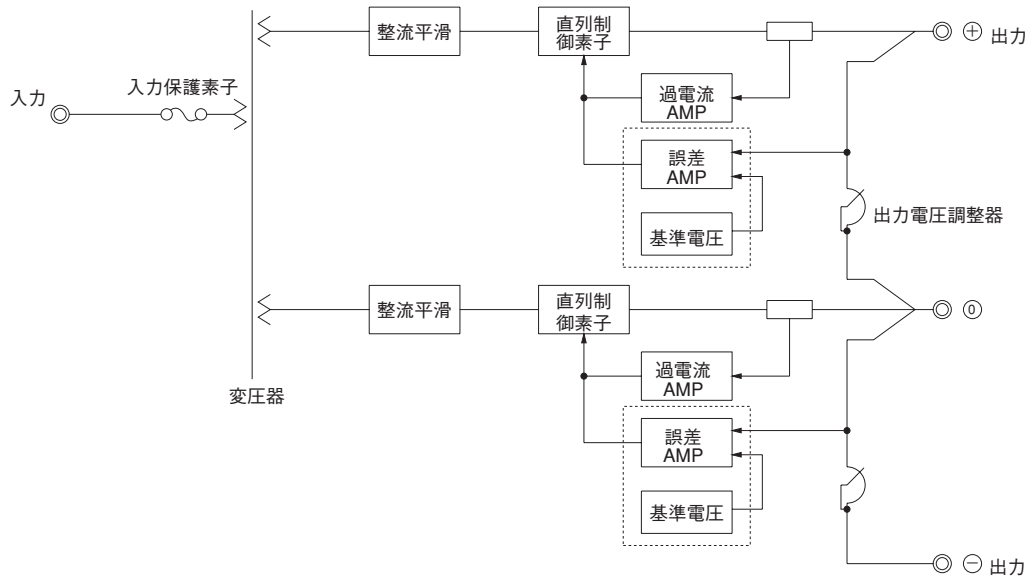 整流平滑
直列制
御素子
⊕ 出力
入力
入力保護素子
過電流
AMP
誤差
AMP
基準電圧
出力電圧調整器
整流平滑
直列制
御素子
⓪
過電流
AMP
変圧器
誤差
AMP
基準電圧
⊖ 出力